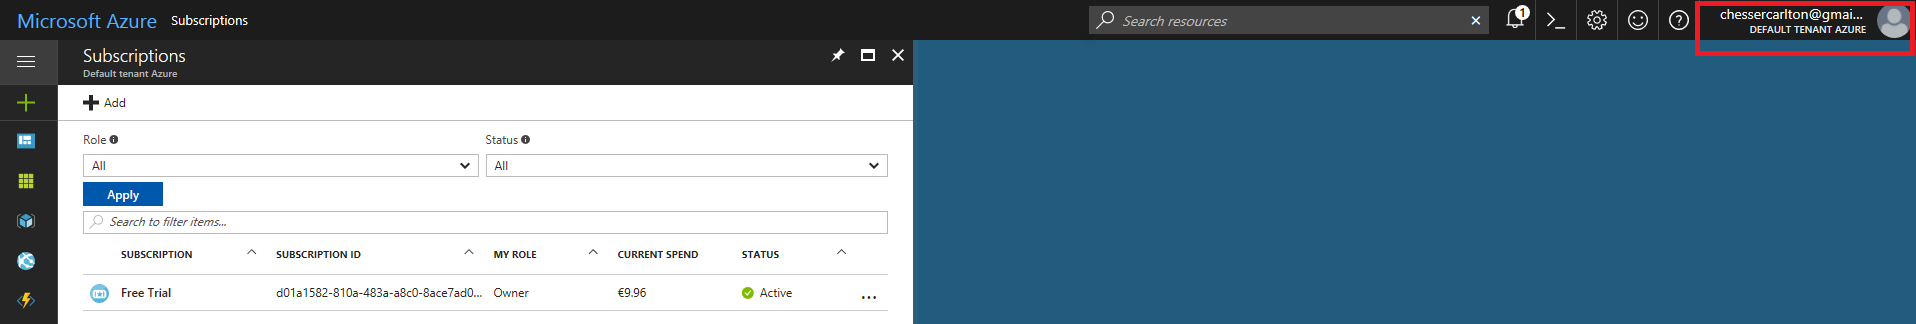 Microsoft Azure Subscriptions
Search resources
1
chessercarlton@gmai...
DEFAULT TENANT AZURE
Subscriptions
Default tenant Azure
Add
Role Status
All All
Apply
Search to filter items...
SUBSCRIPTION SUBSCRIPTION ID MY ROLE CURRENT SPEND STATUS
Free Trial d01a1582-810a-483a-a8c0-8ace7ad0... Owner €9.96 Active ...